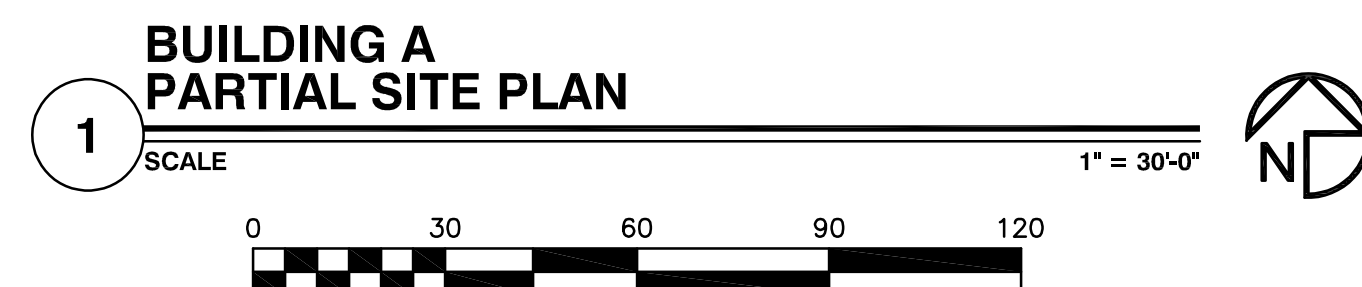 BUILDING A
PARTIAL SITE PLAN
1
SCALE 1" = 30'-0"
N
0 30 60 90 120